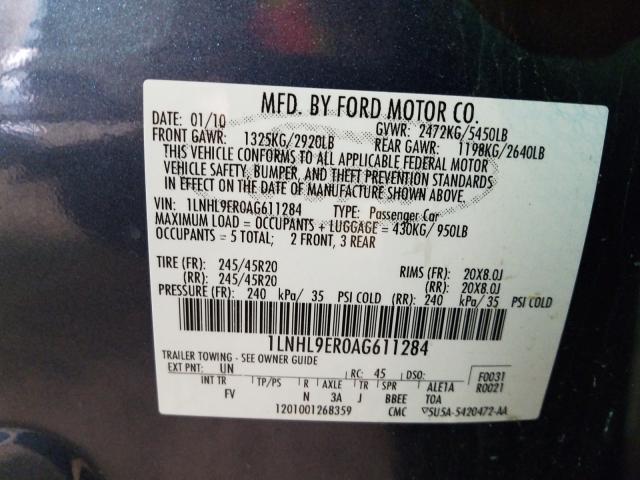 MFD. BY FORD MOTOR CO.
DATE: 01/10 GVWR: 2472KG/5450LB
FRONT GAWR: 1325KG/2920LB REAR GAWR: 1198KG/2640LB
THIS VEHICLE CONFORMS TO ALL APPLICABLE FEDERAL MOTOR
VEHICLE SAFETY, BUMPER, AND THEFT PREVENTION STANDARDS
IN EFFECT ON THE DATE OF MANUFACTURE SHOWN ABOVE.
VIN: 1LNHL9ER0AG611284 TYPE: Passenger Car
MAXIMUM LOAD = OCCUPANTS + LUGGAGE = 430KG/950LB
OCCUPANTS = 5 TOTAL; 2 FRONT, 3 REAR
TIRE (FR): 245/45R20 RIMS (FR): 20X8.0J
(RR): 245/45R20 (RR): 20X8.0J
PRESSURE (FR): 240 kPa/ 35 PSI COLD (RR): 240 kPa/ 35 PSI COLD
1LNHL9ER0AG611284
TRAILER TOWING - SEE OWNER GUIDE
EXT PNT: UN RC: 45 DSO: F0031
R0021
INT TR TP/PS R AXLE TR SPR ALE1A
FV N 3A J BBEE TOA
1201001268359 CMC ▽5U5A-5420472-AA